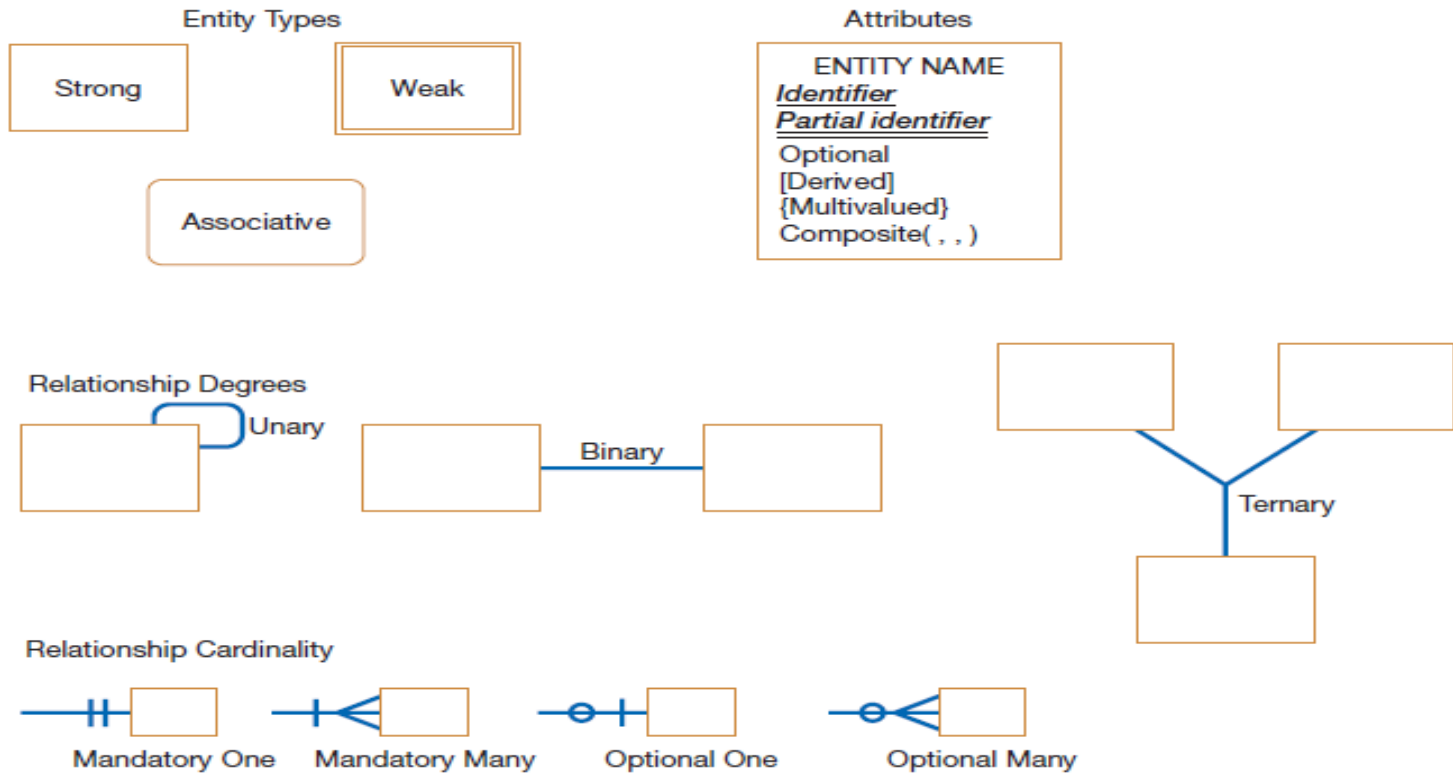 Entity Types
Strong
Weak
Associative
Attributes
ENTITY NAME
Identifier
Partial identifier
Optional
[Derived]
{Multivalued}
Composite( , , )
Relationship Degrees
Unary
Binary
Ternary
Relationship Cardinality
Mandatory One
Mandatory Many
Optional One
Optional Many